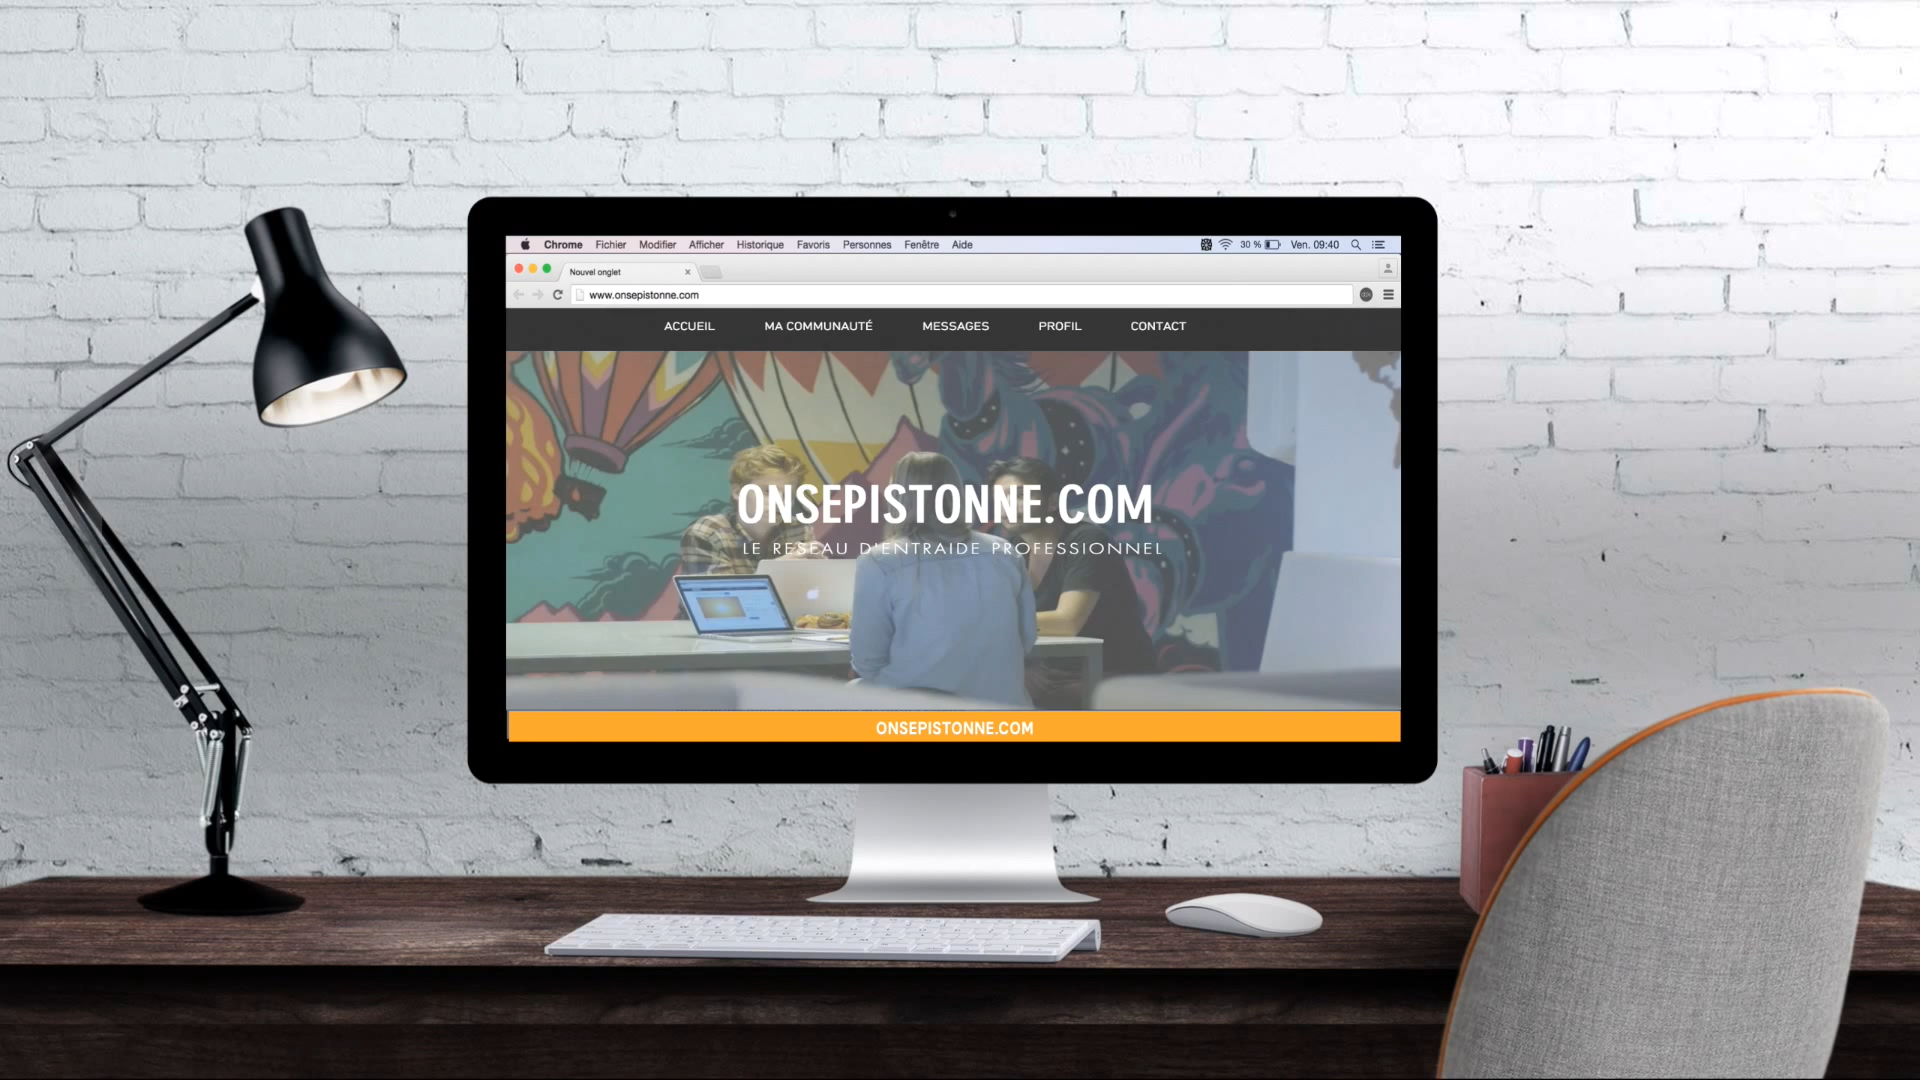 Chrome Fichier Modifier Afficher Historique Favoris Personnes Fenêtre Aide 30 % Ven. 09:40
Nouvel onglet
www.onsepistonne.com
ACCUEIL MA COMMUNAUTÉ MESSAGES PROFIL CONTACT
ONSEPISTONNE.COM
LE RESEAU D'ENTRAIDE PROFESSIONNEL
ONSEPISTONNE.COM